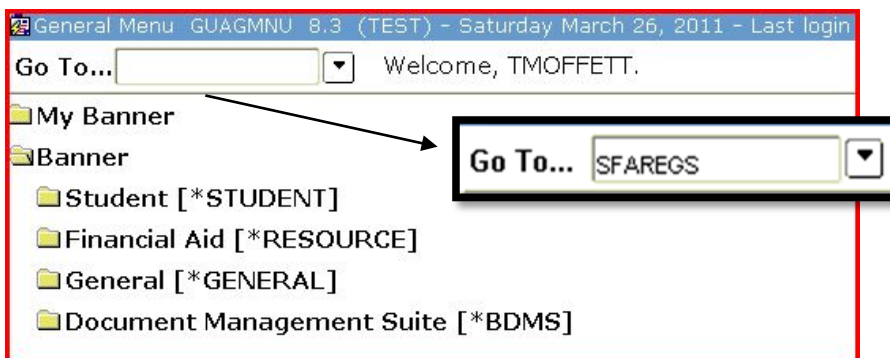 General Menu GUAGMNU 8.3 (TEST) - Saturday March 26, 2011 - Last login
Go To... Welcome, TMOFFETT.
My Banner
Banner
Go To... SFAREGS
Student [*STUDENT]
Financial Aid [*RESOURCE]
General [*GENERAL]
Document Management Suite [*BDMS]